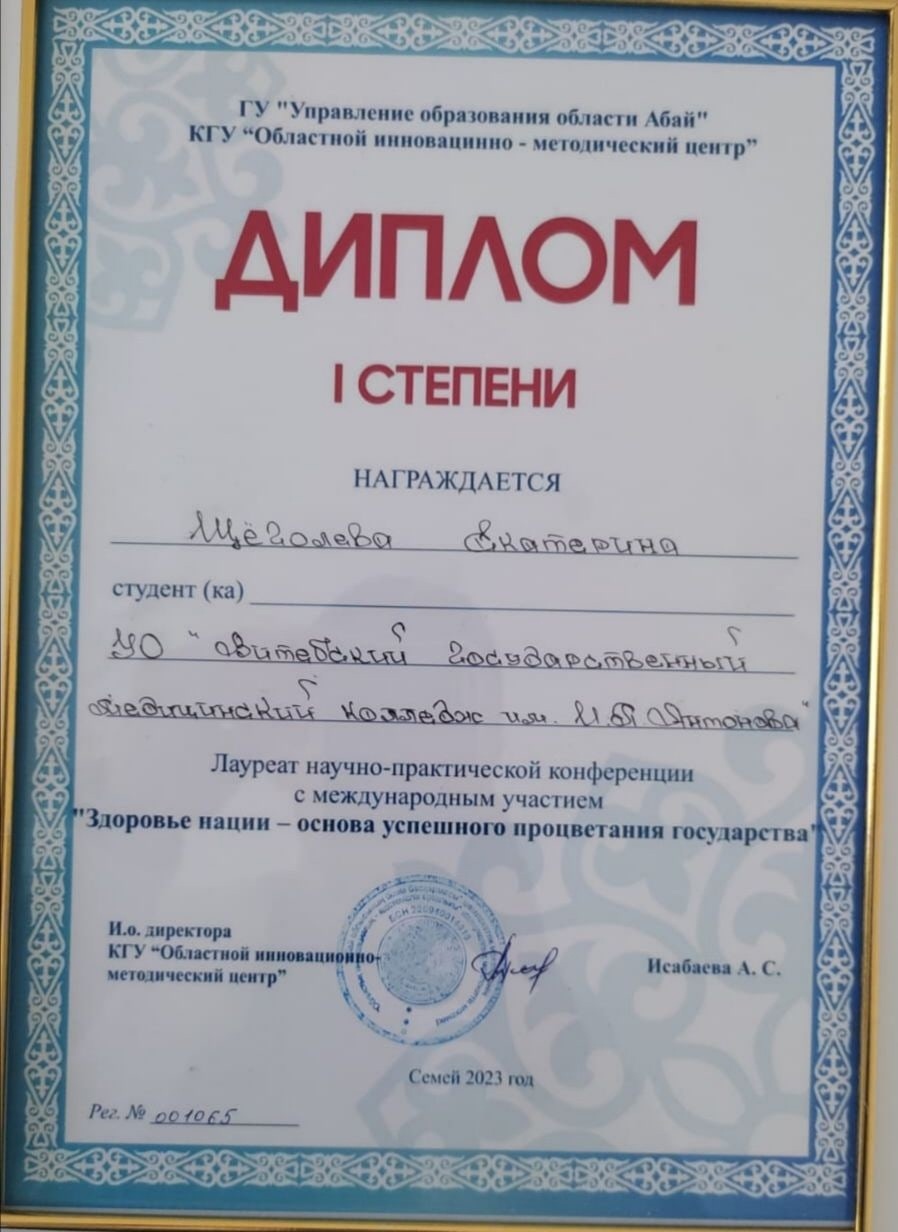 ГУ "Управление образования области Абай"
КГУ “Областной инновацинно - методический центр”
ДИПЛОМ
I СТЕПЕНИ
НАГРАЖДАЕТСЯ
Щёголева Екатерина
студент (ка)
УО "Витебский государственный
медицинский колледж им. И.П Антонова"
Лауреат научно-практической конференции
с международным участием
"Здоровье нации – основа успешного процветания государства"
И.о. директора
КГУ “Областной инновационно-
методический центр”
Исабаева А. С.
Семей 2023 год
Рег. № 001065